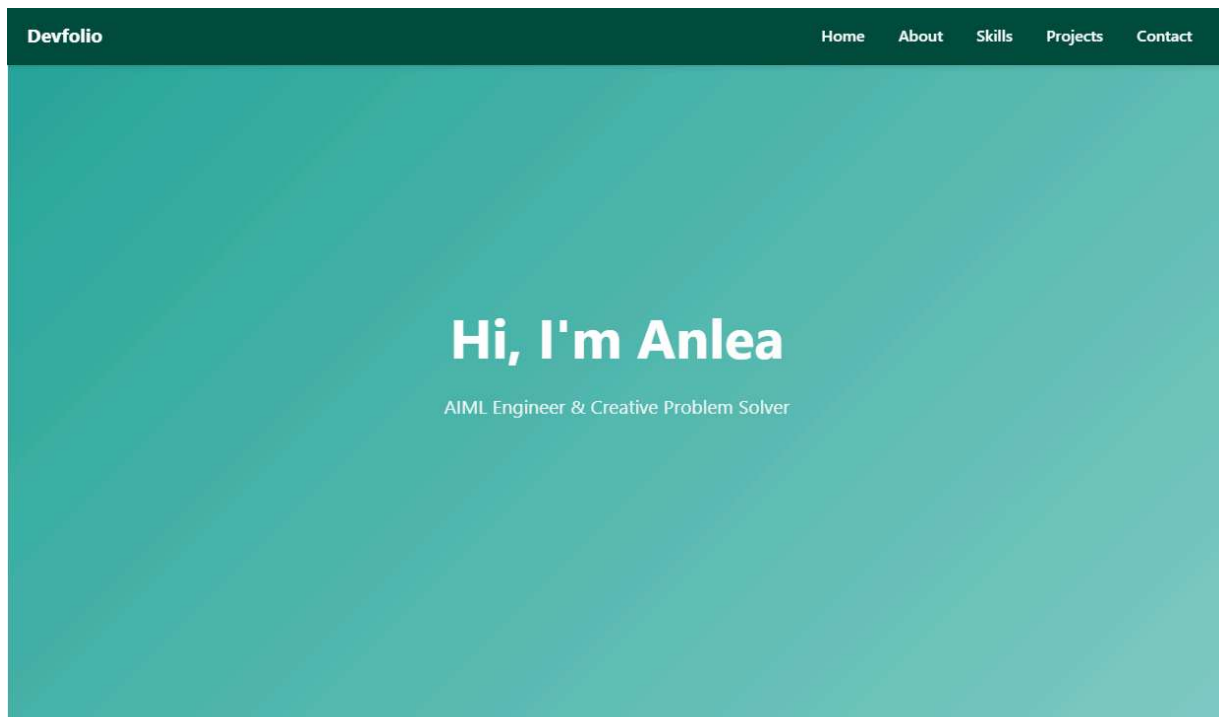 Devfolio Home About Skills Projects Contact
Hi, I'm Anlea
AIML Engineer & Creative Problem Solver